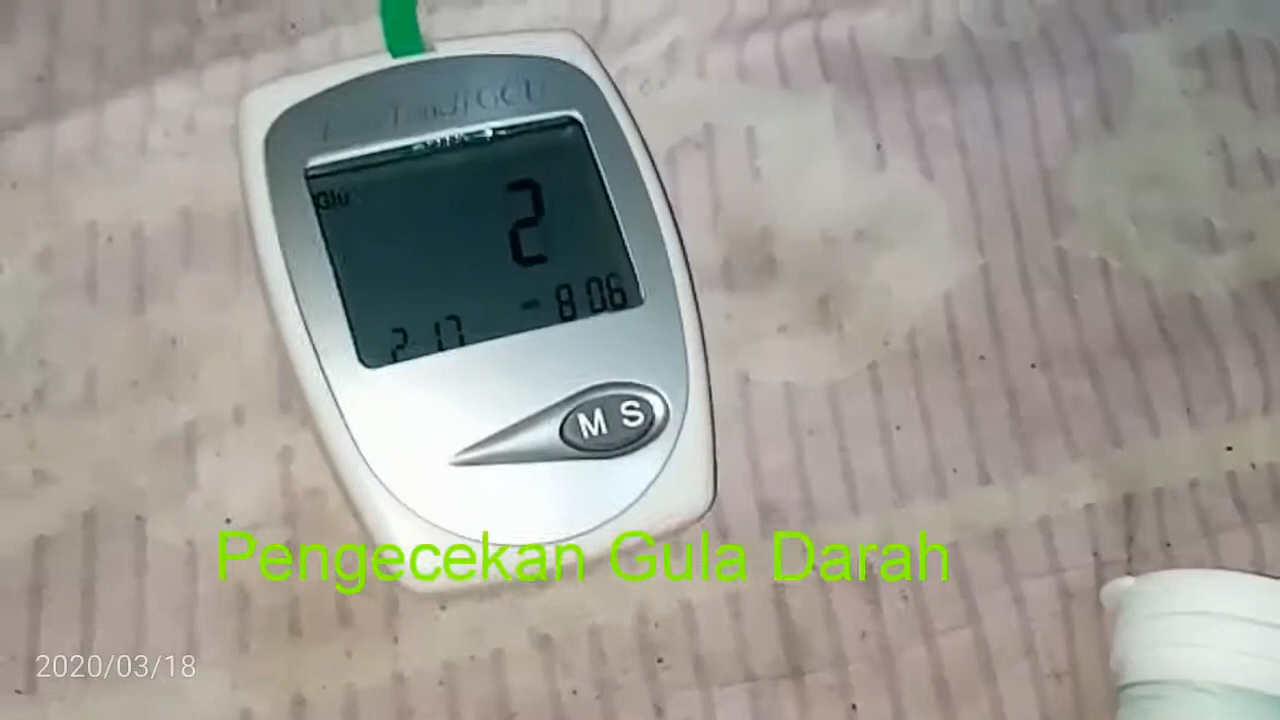 Glu
2
2-17 - 8 06
M S
Pengecekan Gula Darah
2020/03/18